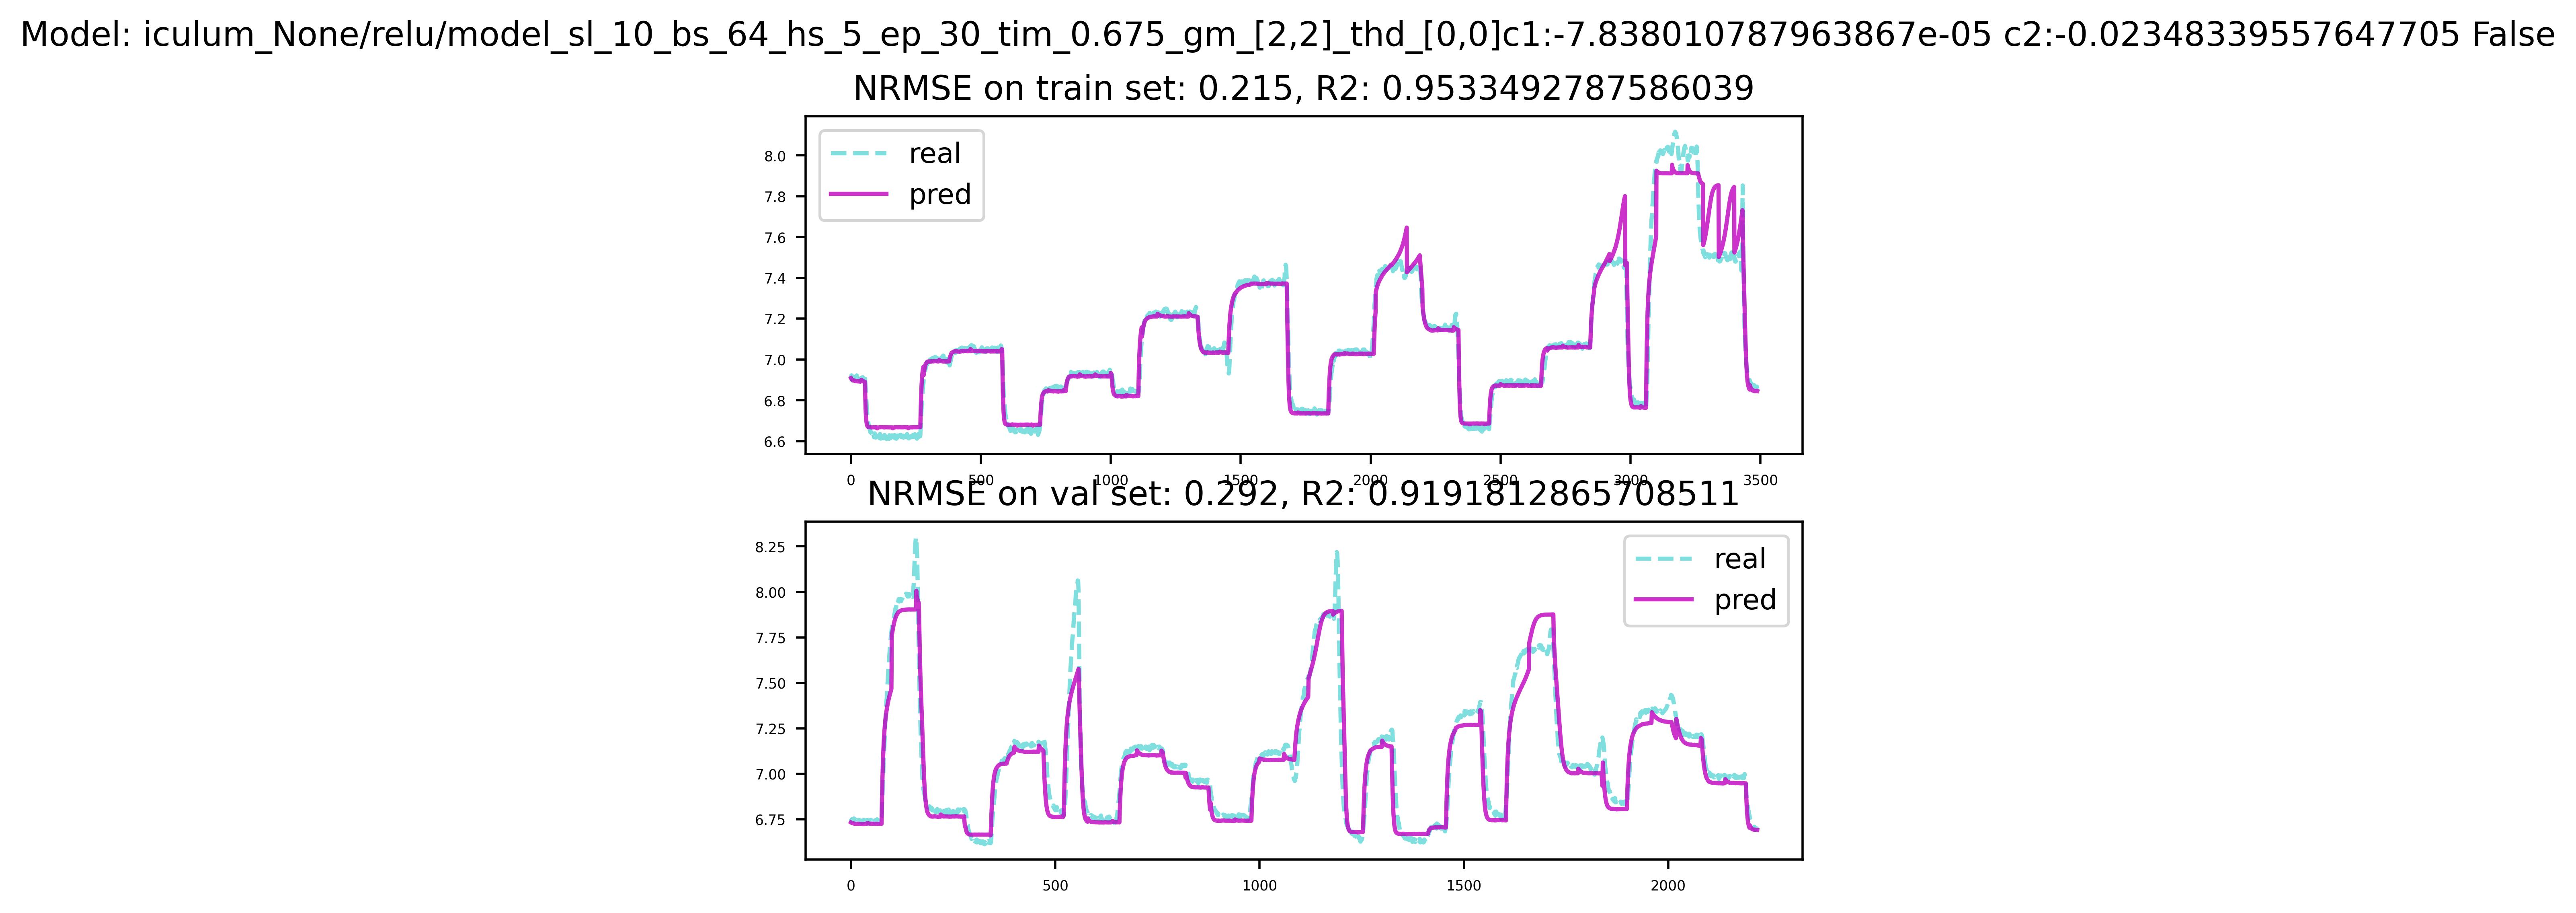 Model: iculum_None/relu/model_sl_10_bs_64_hs_5_ep_30_tim_0.675_gm_[2,2]_thd_[0,0]c1:-7.838010787963867e-05 c2:-0.02348339557647705 False
NRMSE on train set: 0.215, R2: 0.9533492787586039
real
pred
8.0
7.8
7.6
7.4
7.2
7.0
6.8
6.6
0 500 1000 1500 2000 2500 3000 3500
NRMSE on val set: 0.292, R2: 0.9191812865708511
real
pred
8.25
8.00
7.75
7.50
7.25
7.00
6.75
0 500 1000 1500 2000